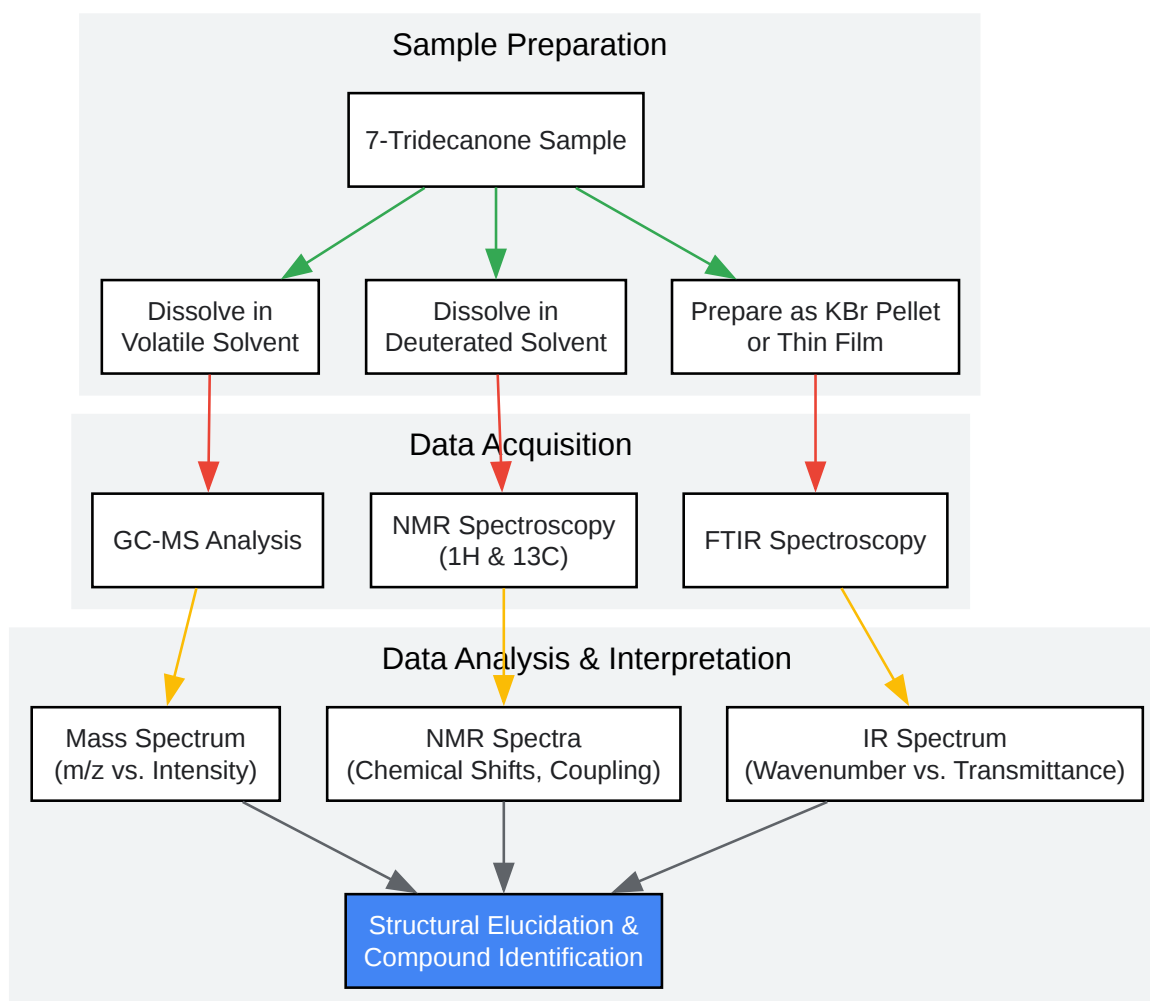 Sample Preparation
7-Tridecanone Sample
Dissolve in
Volatile Solvent
Dissolve in
Deuterated Solvent
Prepare as KBr Pellet
or Thin Film
Data Acquisition
GC-MS Analysis
NMR Spectroscopy
(1H & 13C)
FTIR Spectroscopy
Data Analysis & Interpretation
Mass Spectrum
(m/z vs. Intensity)
NMR Spectra
(Chemical Shifts, Coupling)
IR Spectrum
(Wavenumber vs. Transmittance)
Structural Elucidation &
Compound Identification